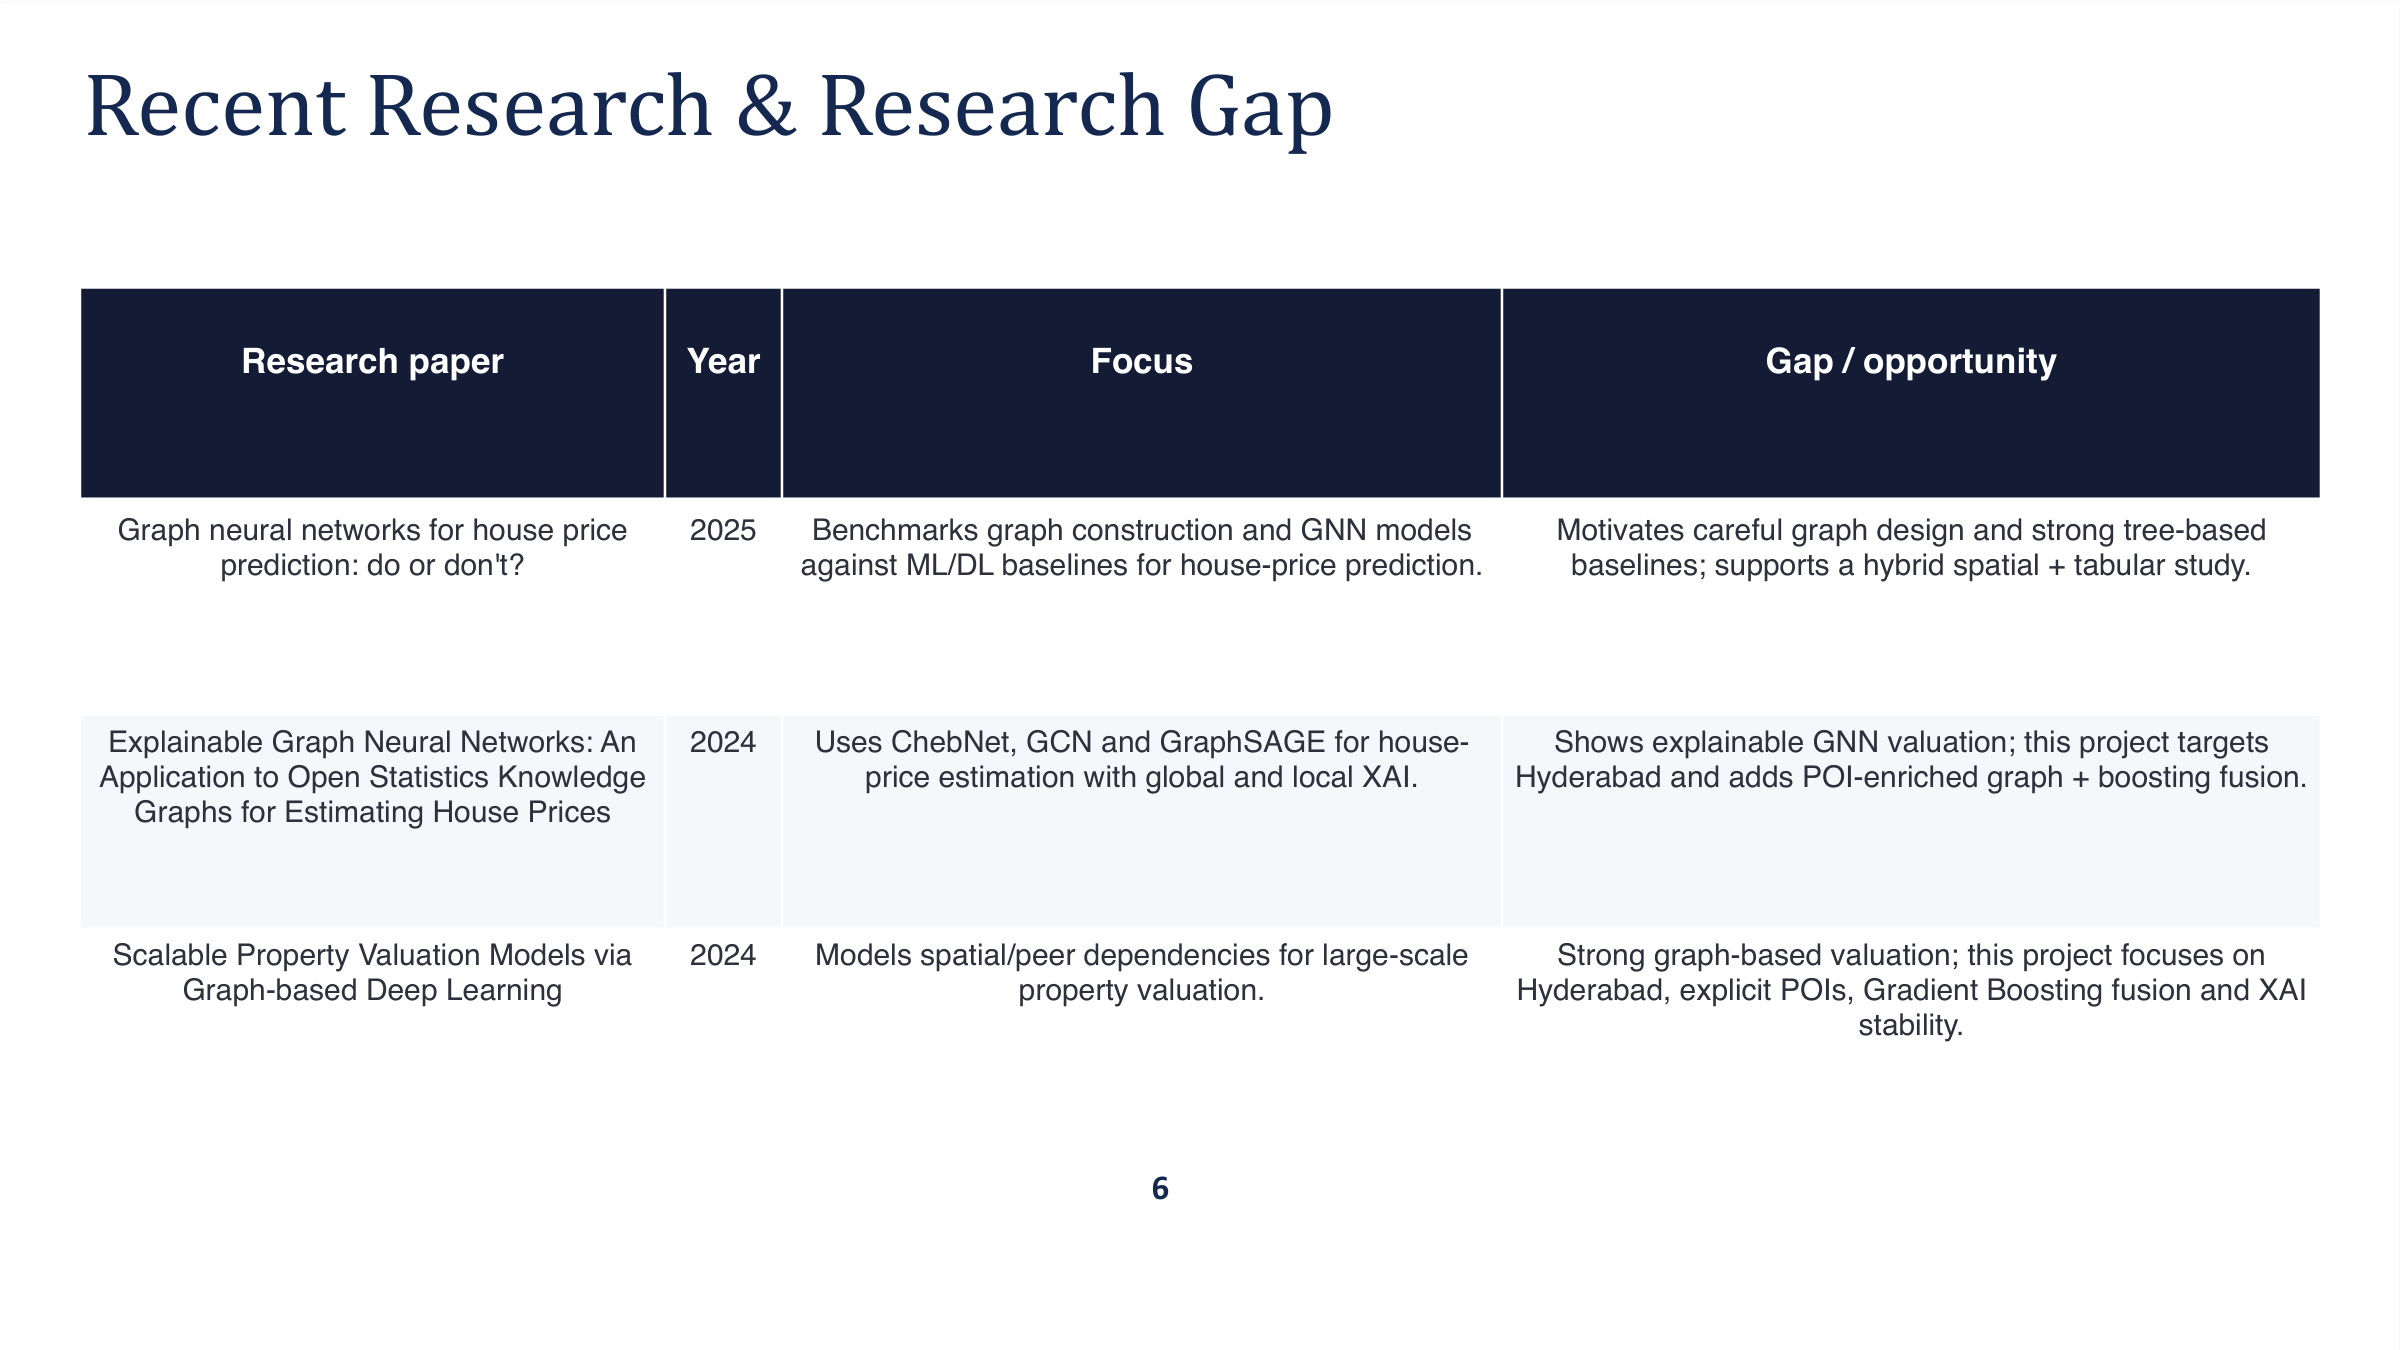 Recent Research & Research Gap
Research paper
Year
Focus
Gap / opportunity
Graph neural networks for house price
prediction: do or don't?
2025
Benchmarks graph construction and GNN models
against ML/DL baselines for house-price prediction.
Motivates careful graph design and strong tree-based
baselines; supports a hybrid spatial + tabular study.
Explainable Graph Neural Networks: An
Application to Open Statistics Knowledge
Graphs for Estimating House Prices
2024
Uses ChebNet, GCN and GraphSAGE for house-
price estimation with global and local XAI.
Shows explainable GNN valuation; this project targets
Hyderabad and adds POI-enriched graph + boosting fusion.
Scalable Property Valuation Models via
Graph-based Deep Learning
2024
Models spatial/peer dependencies for large-scale
property valuation.
Strong graph-based valuation; this project focuses on
Hyderabad, explicit POIs, Gradient Boosting fusion and XAI
stability.
6